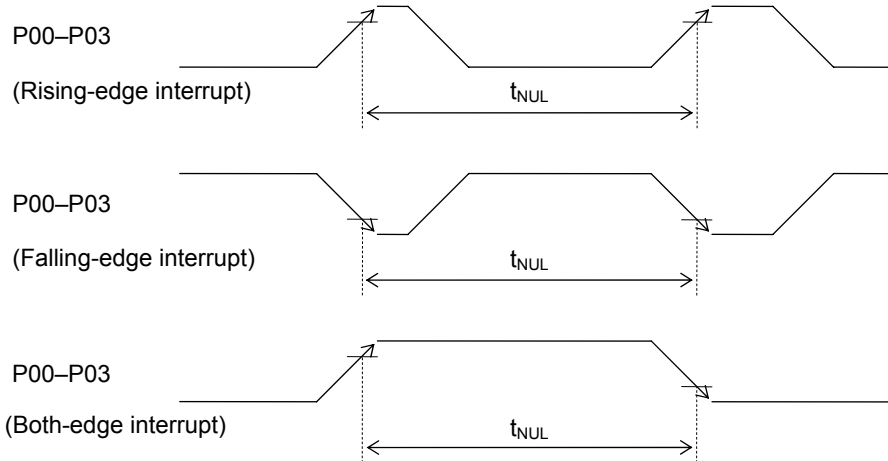 P00–P03
(Rising-edge interrupt)
tNUL
P00–P03
(Falling-edge interrupt)
tNUL
P00–P03
(Both-edge interrupt)
tNUL